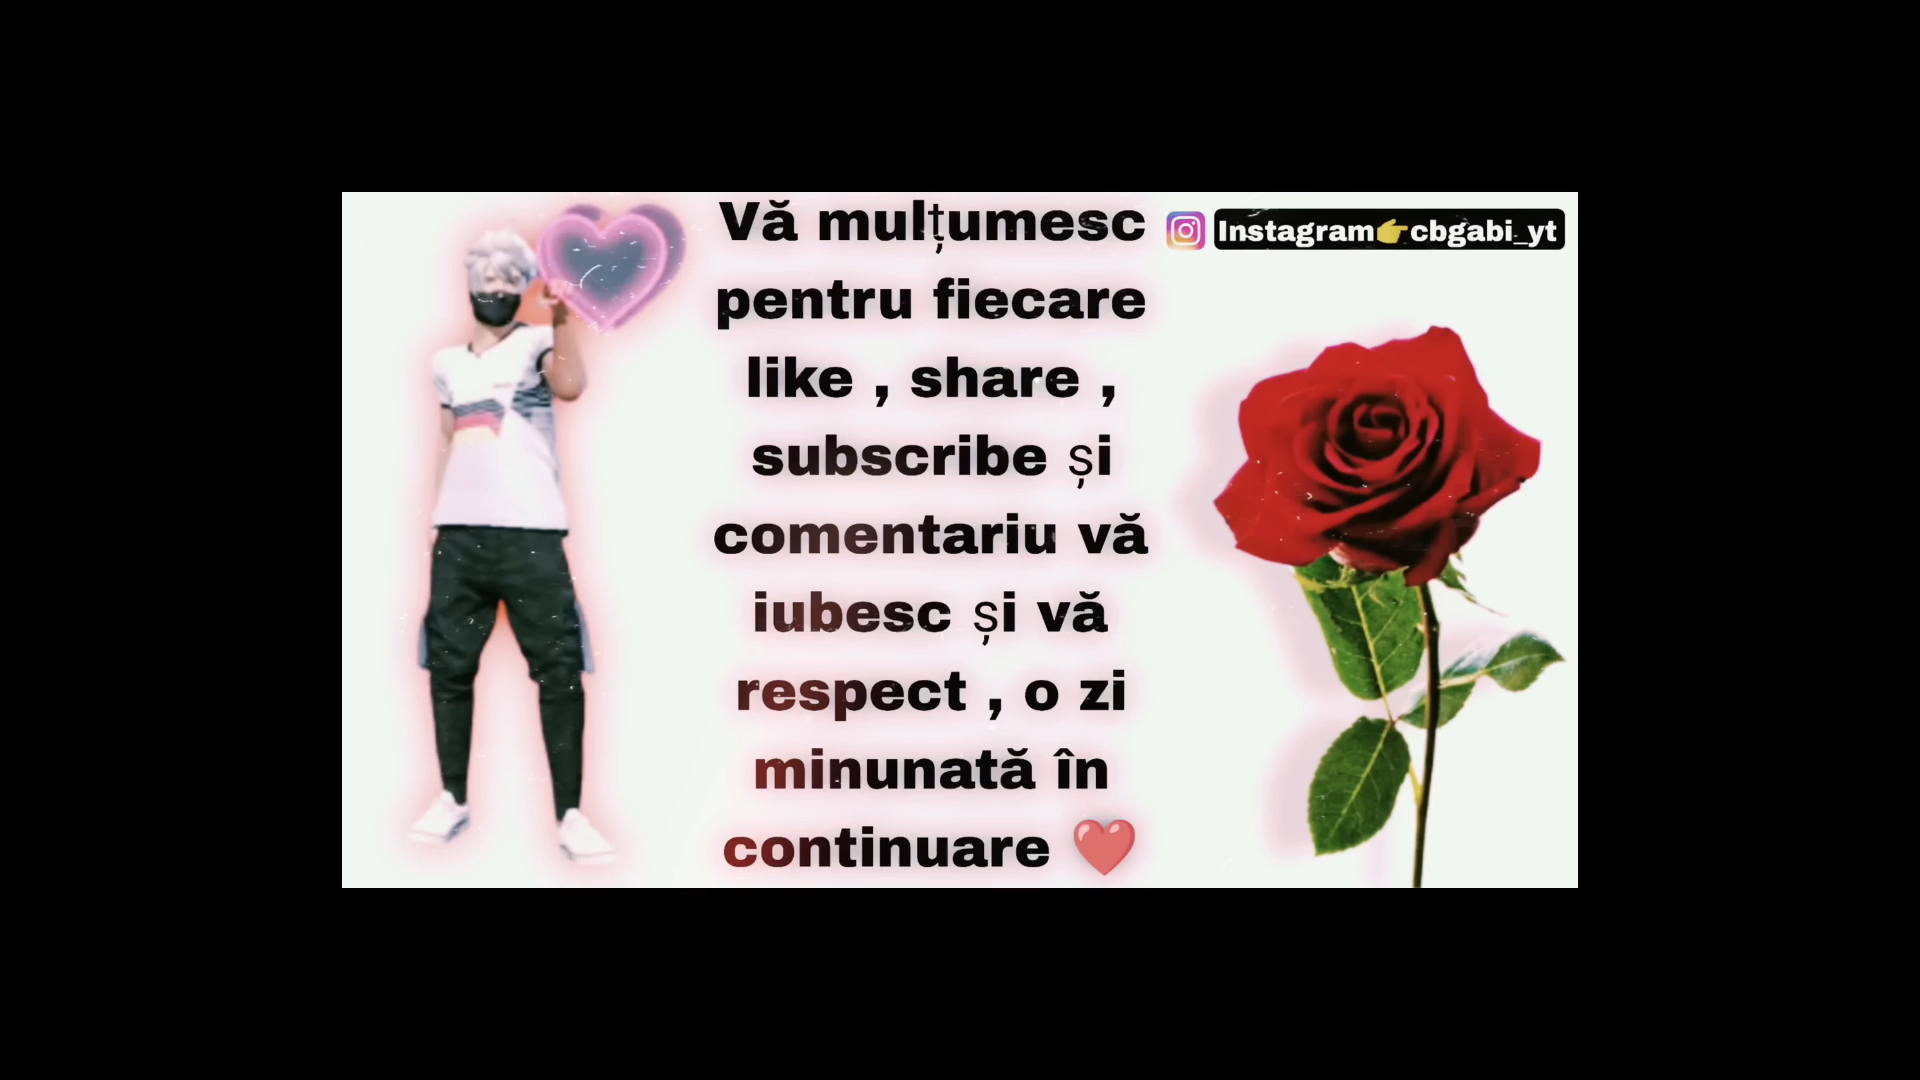 Vă mulțumesc
pentru fiecare
like , share ,
subscribe și
comentariu vă
iubesc și vă
respect , o zi
minunată în
continuare ❤️
Instagram👉cbgabi_yt